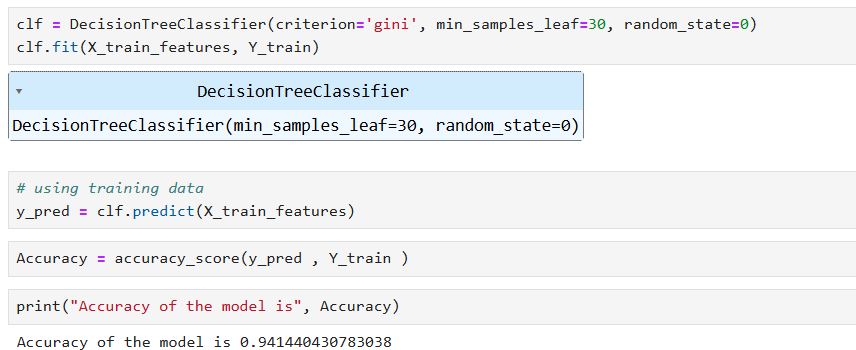 clf = DecisionTreeClassifier(criterion='gini', min_samples_leaf=30, random_state=0)
clf.fit(X_train_features, Y_train)
DecisionTreeClassifier
DecisionTreeClassifier(min_samples_leaf=30, random_state=0)
# using training data
y_pred = clf.predict(X_train_features)
Accuracy = accuracy_score(y_pred , Y_train )
print("Accuracy of the model is", Accuracy)
Accuracy of the model is 0.941440430783038